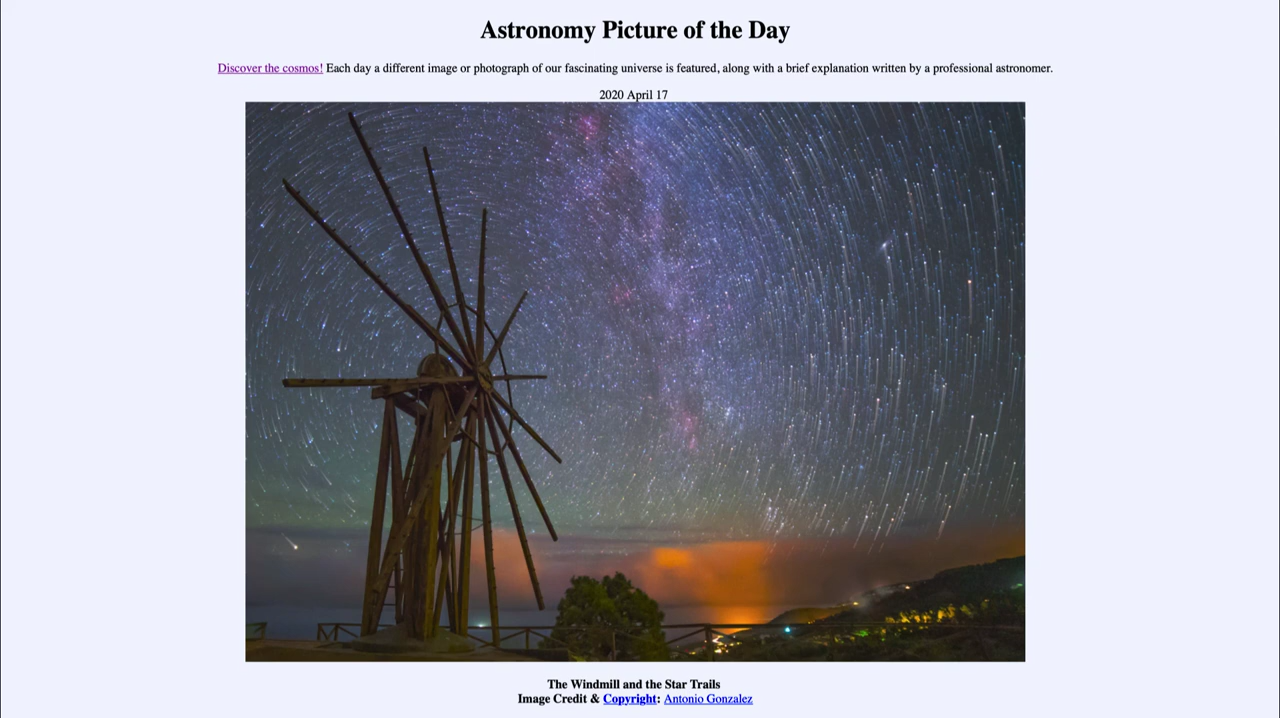 Astronomy Picture of the Day
Discover the cosmos! Each day a different image or photograph of our fascinating universe is featured, along with a brief explanation written by a professional astronomer.
2020 April 17
The Windmill and the Star Trails
Image Credit & Copyright: Antonio Gonzalez